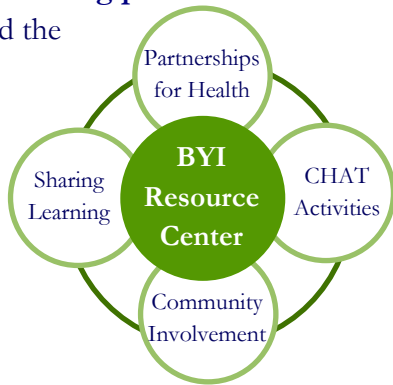 g p
d the
Partnerships
for Health
BYI
Resource
Center
CHAT
Activities
Community
Involvement
Sharing
Learning